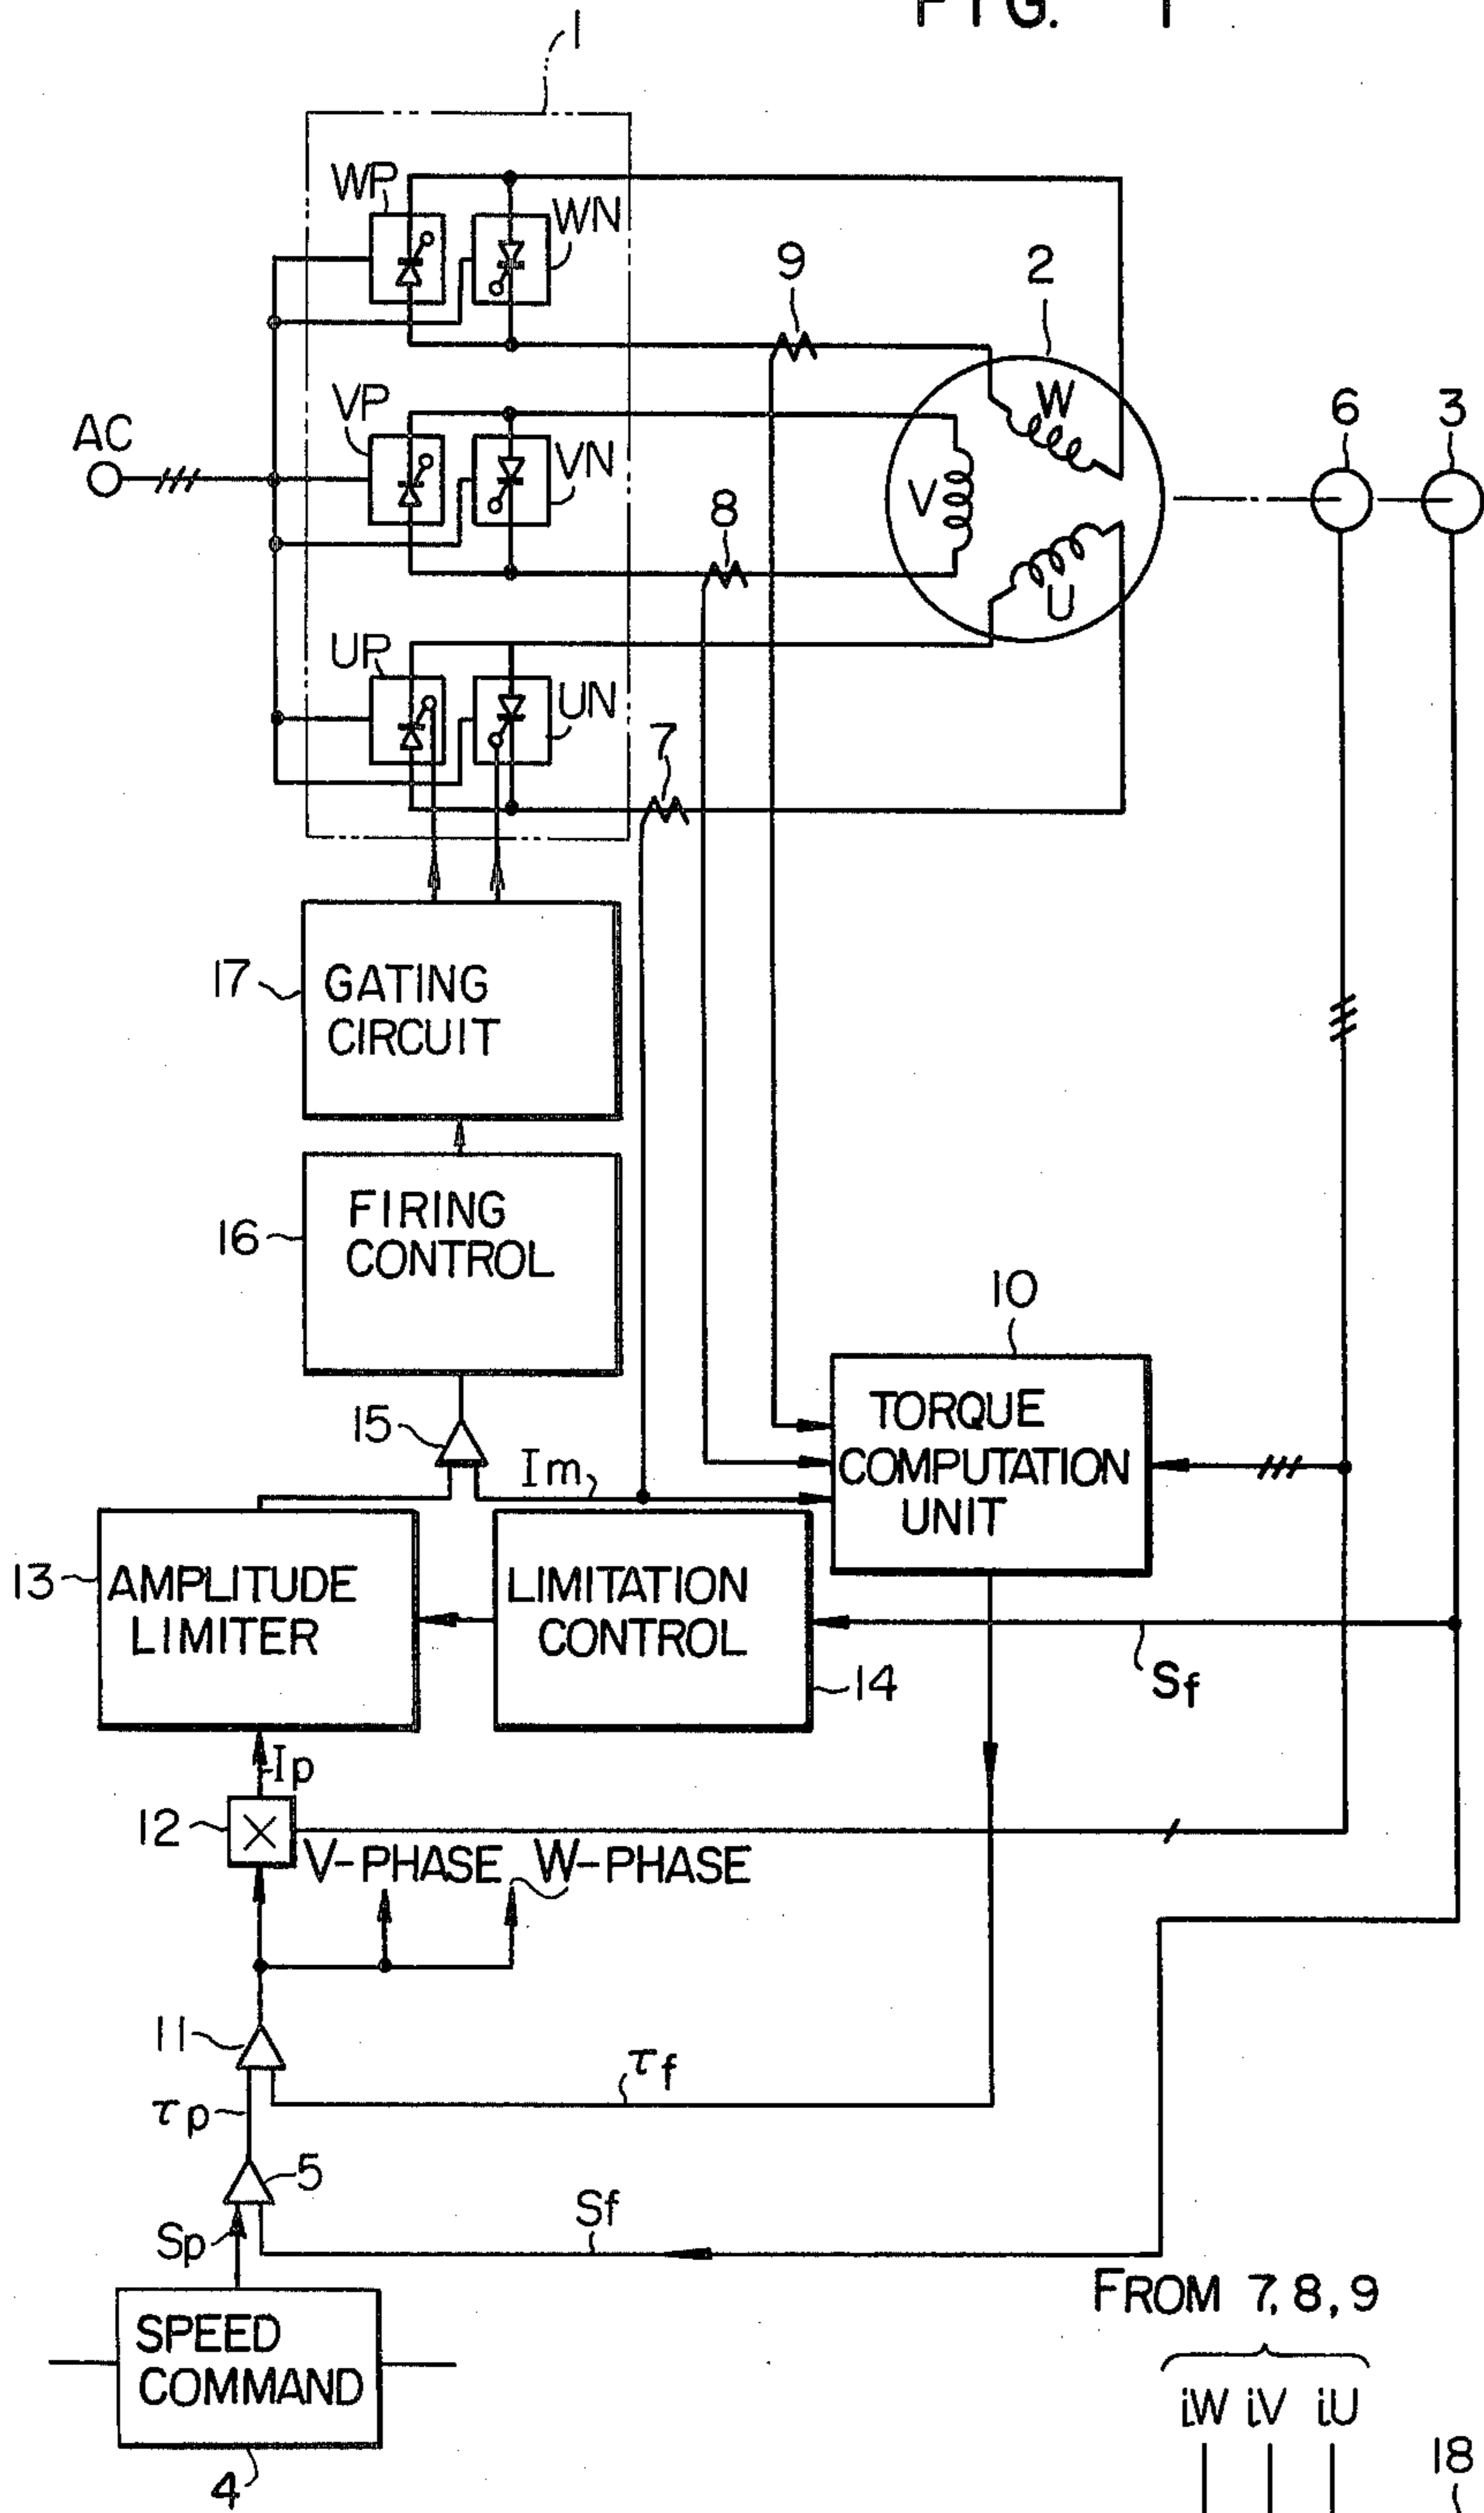 FIG. 1
1
WP
WN
9
2
W
VP
AC
VN
V
6
3
8
UP
U
UN
7
17
GATING
CIRCUIT
16
FIRING
CONTROL
10
15
Im
TORQUE
COMPUTATION
UNIT
13
AMPLITUDE
LIMITER
LIMITATION
CONTROL
14
Sf
Ip
12
V-PHASE W-PHASE
11
τf
τp
5
Sf
Sp
FROM 7, 8, 9
SPEED
COMMAND
iW iV iU
18
4